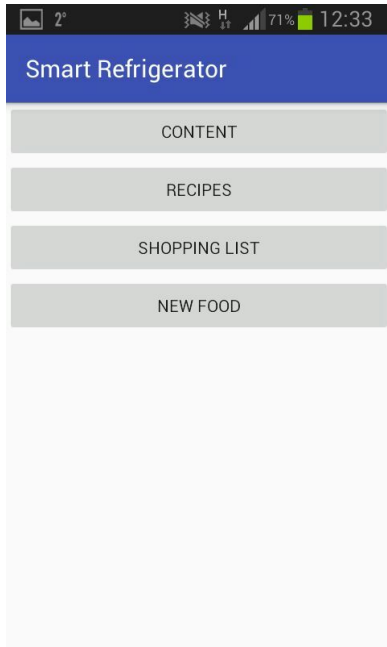 2° H 71% 12:33
Smart Refrigerator
CONTENT
RECIPES
SHOPPING LIST
NEW FOOD